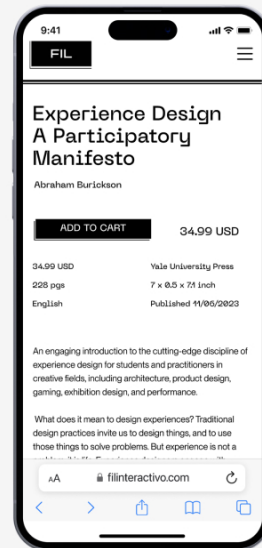 9:41
FIL
Experience Design
A Participatory
Manifesto
Abraham Burickson
ADD TO CART
34.99 USD
34.99 USD
Yale University Press
228 pgs
7 x 0.5 x 7.1 inch
English
Published 11/06/2023
An engaging introduction to the cutting-edge discipline of
experience design for students and practitioners in
creative fields, including architecture, product design,
gaming, exhibition design, and performance.
What does it mean to design experiences? Traditional
design practices invite us to design things, and to use
those things to solve problems. But experience is not a
AA
filinteractivo.com